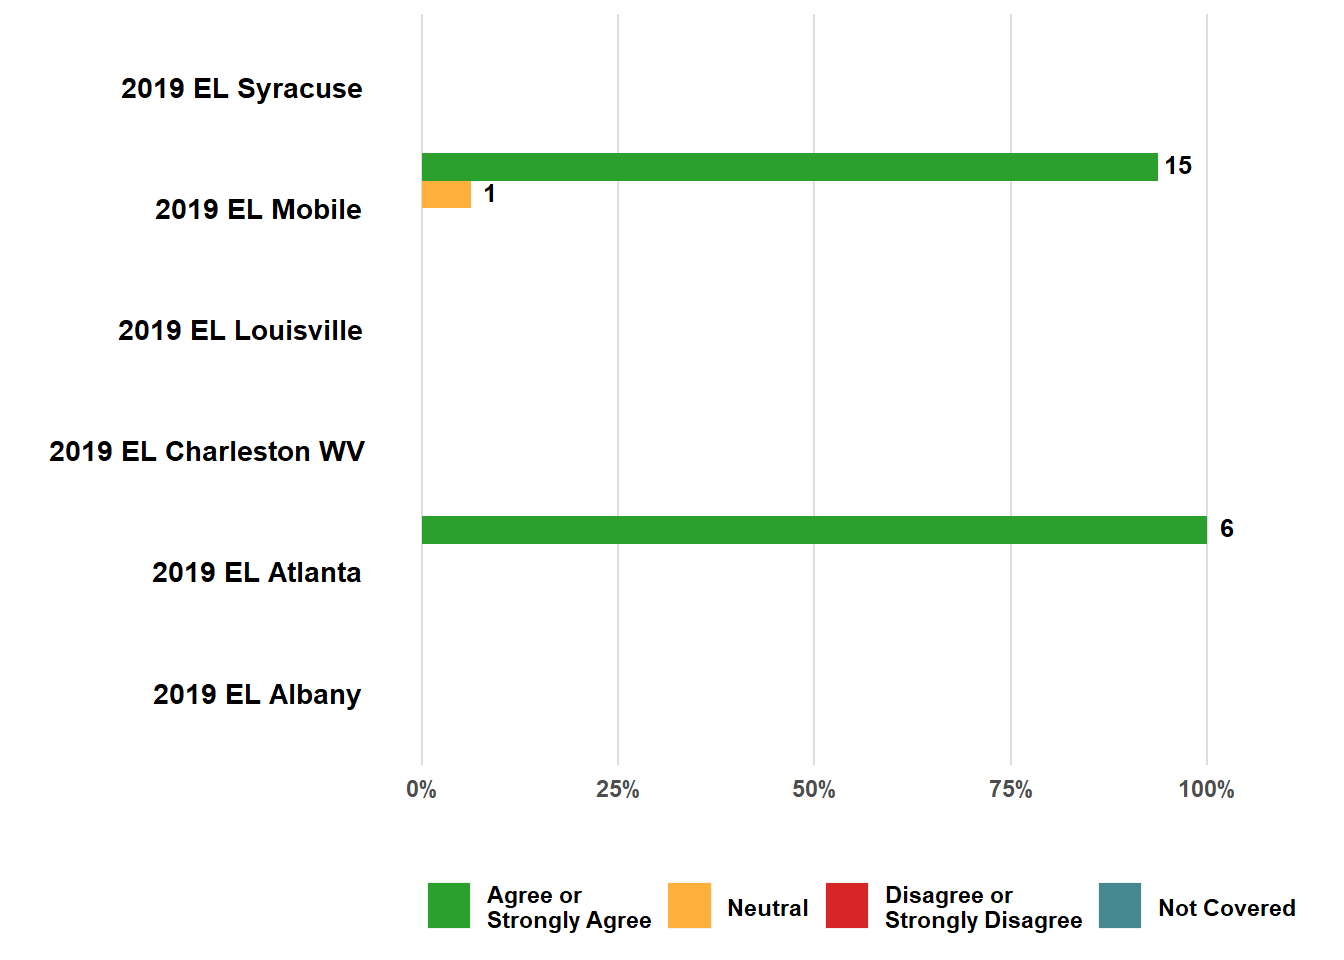 2019 EL Syracuse
15
1
2019 EL Mobile
2019 EL Louisville
2019 EL Charleston WV
6
2019 EL Atlanta
2019 EL Albany
0% 25% 50% 75% 100%
Agree or
Strongly Agree
Neutral
Disagree or
Strongly Disagree
Not Covered